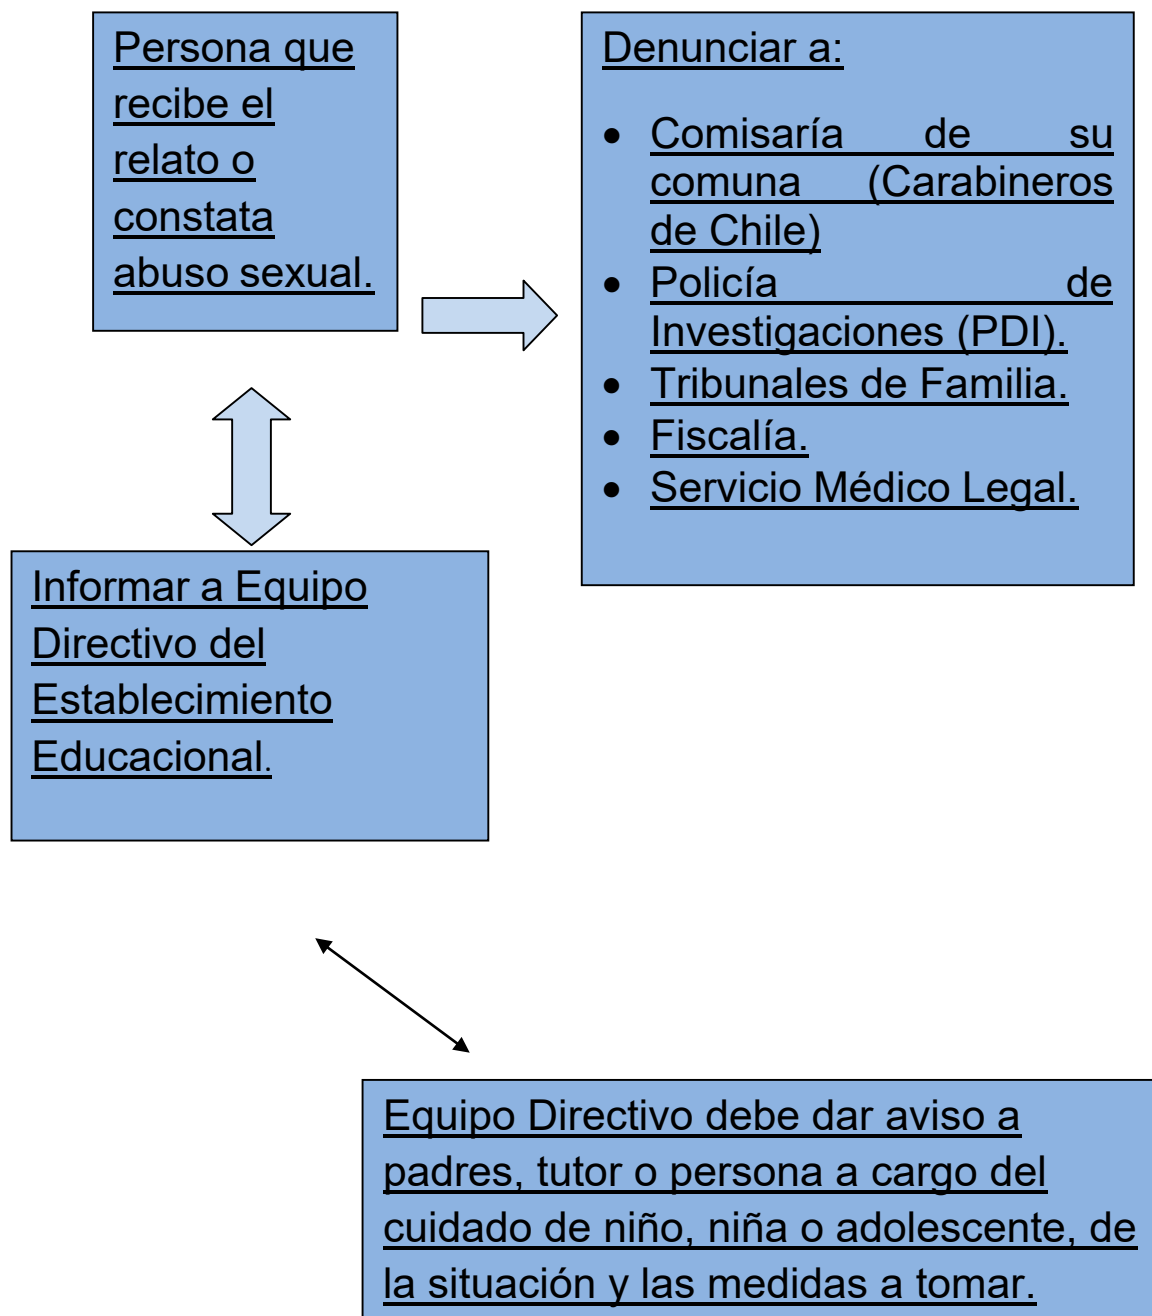 Persona que
recibe el
relato o
constata
abuso sexual.
Denunciar a:
• Comisaría de su
comuna (Carabineros
de Chile)
• Policía de
Investigaciones (PDI).
• Tribunales de Familia.
• Fiscalía.
• Servicio Médico Legal.
Informar a Equipo
Directivo del
Establecimiento
Educacional.
Equipo Directivo debe dar aviso a
padres, tutor o persona a cargo del
cuidado de niño, niña o adolescente, de
la situación y las medidas a tomar.